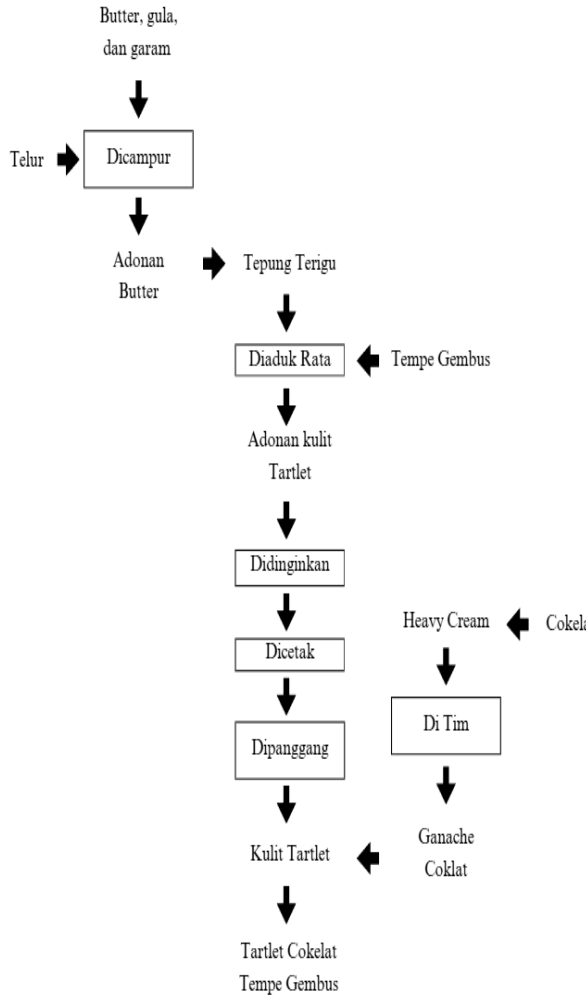 Butter, gula,
dan garam
Telur
Dicampur
Adonan
Butter
Tepung Terigu
Diaduk Rata
Tempe Gembus
Adonan kulit
Tartlet
Didinginkan
Heavy Cream
Cokela
Dicetak
Di Tim
Dipanggang
Kulit Tartlet
Ganache
Coklat
Tartlet Cokelat
Tempe Gembus